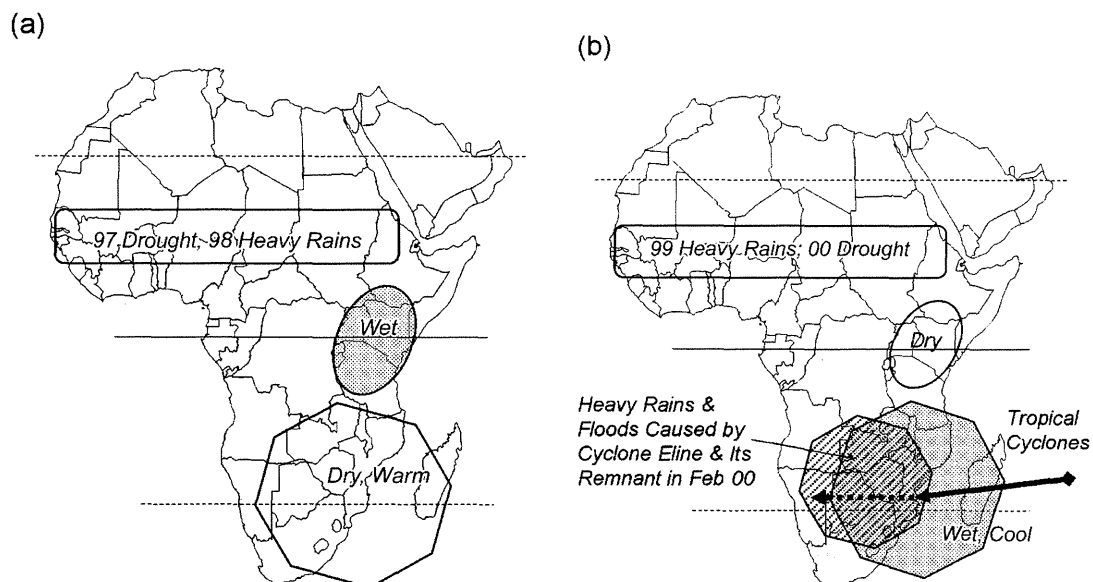 (a)
97 Drought, 98 Heavy Rains
Wet
Dry, Warm
(b)
99 Heavy Rains; 00 Drought
Dry
Heavy Rains &
Floods Caused by
Cyclone Eline & Its
Remnant in Feb 00
Tropical
Cyclones
Wet, Cool